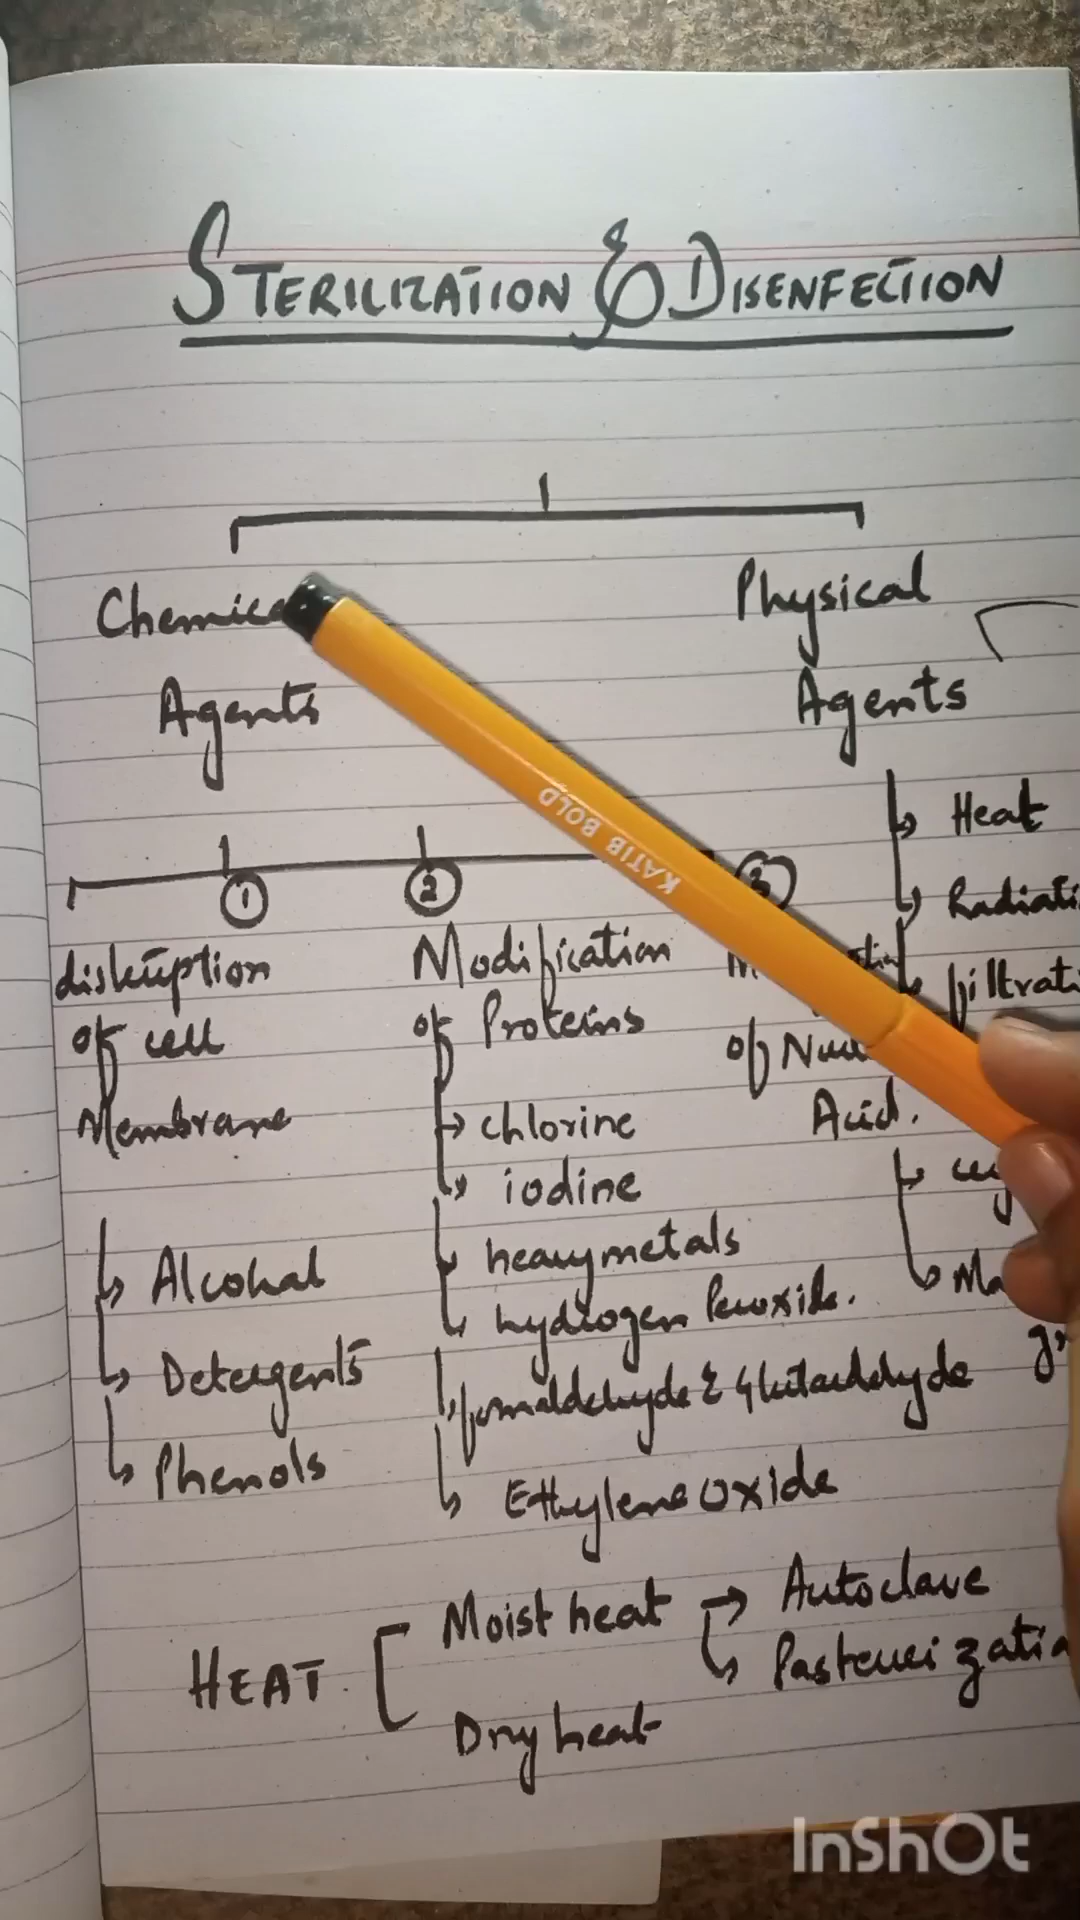 STERILIZATION & DISENFECTION
Chemica
Agents
Physical
Agents
Heat
1
2
3
disruption
of cell
Membrane
Alcohal
Detergents
Phenols
Modification
of Proteins
chlorine
iodine
heavymetals
hydrogen Peroxide.
formaldehyde & Glutaraldehyde
Ethylene oxide
of
Acid.
HEAT
Moist heat
Autoclave
Dry heat
KATIB BOLD
InShOt